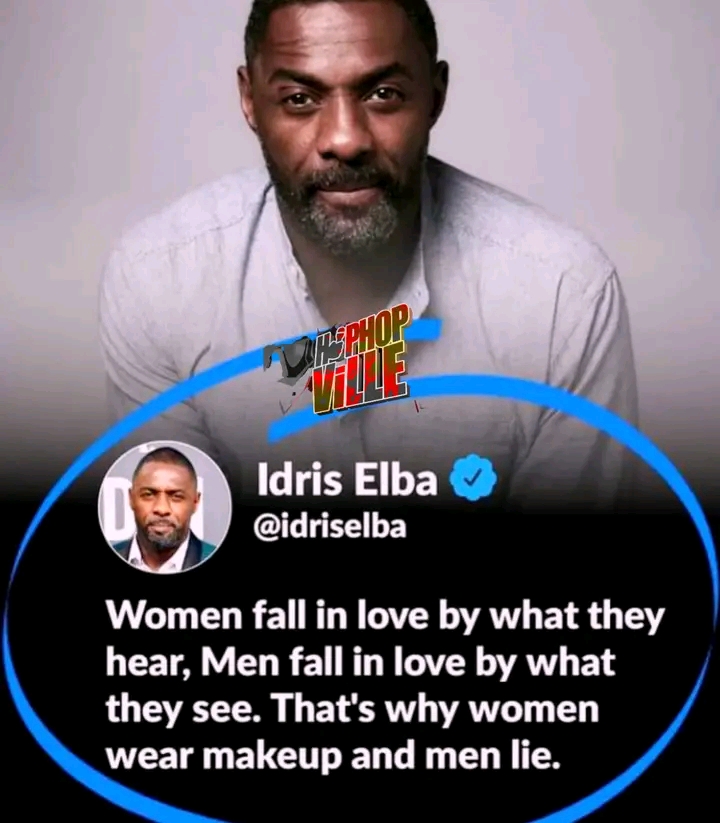 HIPHOP
ViLLE
Idris Elba
@idriselba
Women fall in love by what they
hear, Men fall in love by what
they see. That's why women
wear makeup and men lie.